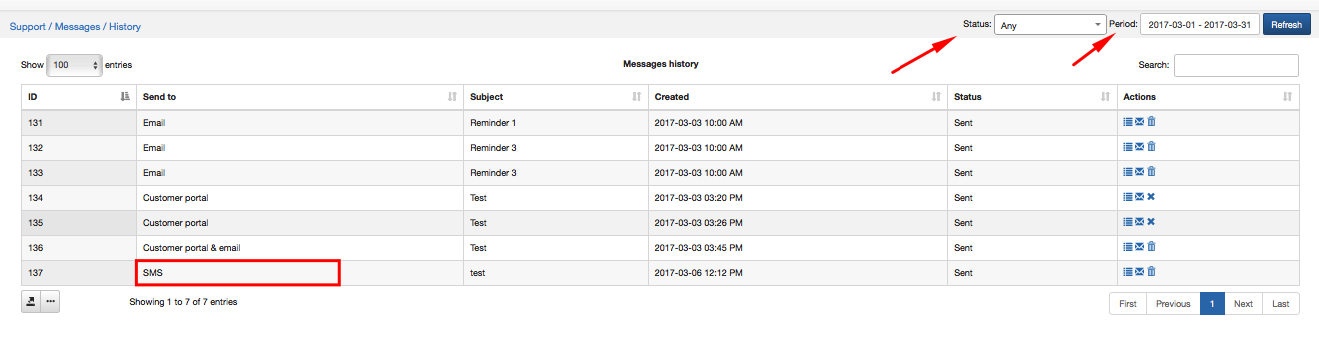 Support / Messages / History Status: Any Period: 2017-03-01 - 2017-03-31 Refresh
Show 100 entries Messages history Search:
ID Send to Subject Created Status Actions
131 Email Reminder 1 2017-03-03 10:00 AM Sent
132 Email Reminder 3 2017-03-03 10:00 AM Sent
133 Email Reminder 3 2017-03-03 10:00 AM Sent
134 Customer portal Test 2017-03-03 03:20 PM Sent
135 Customer portal Test 2017-03-03 03:26 PM Sent
136 Customer portal & email Test 2017-03-03 03:45 PM Sent
137 SMS test 2017-03-06 12:12 PM Sent
Showing 1 to 7 of 7 entries First Previous 1 Next Last